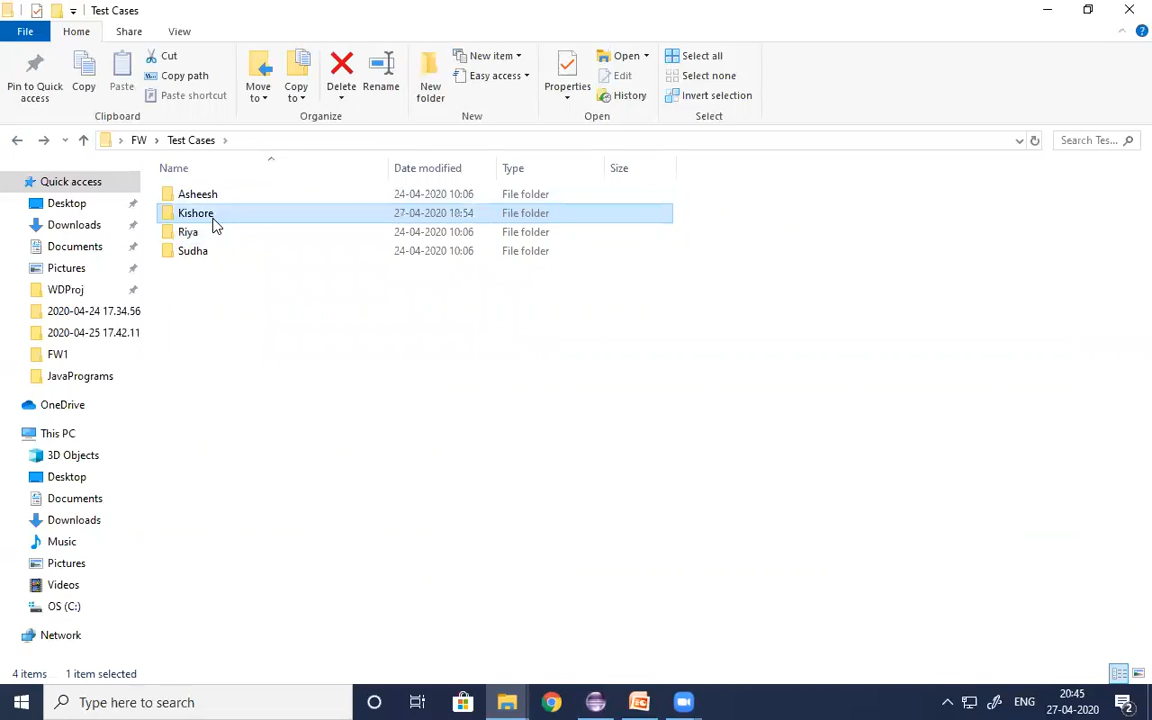 Test Cases
File Home Share View
Pin to Quick access
Copy
Paste
Cut
Copy path
Paste shortcut
Clipboard
Move to
Copy to
Delete
Rename
Organize
New folder
New item
Easy access
New
Properties
Open
Edit
History
Open
Select all
Select none
Invert selection
Select
FW Test Cases
Search Tes...
Name Date modified Type Size
Asheesh 24-04-2020 10:06 File folder
Kishore 27-04-2020 18:54 File folder
Riya 24-04-2020 10:06 File folder
Sudha 24-04-2020 10:06 File folder
Quick access
Desktop
Downloads
Documents
Pictures
WDProj
2020-04-24 17.34.56
2020-04-25 17.42.11
FW1
JavaPrograms
OneDrive
This PC
3D Objects
Desktop
Documents
Downloads
Music
Pictures
Videos
OS (C:)
Network
4 items 1 item selected
Type here to search
ENG
20:45
27-04-2020
2